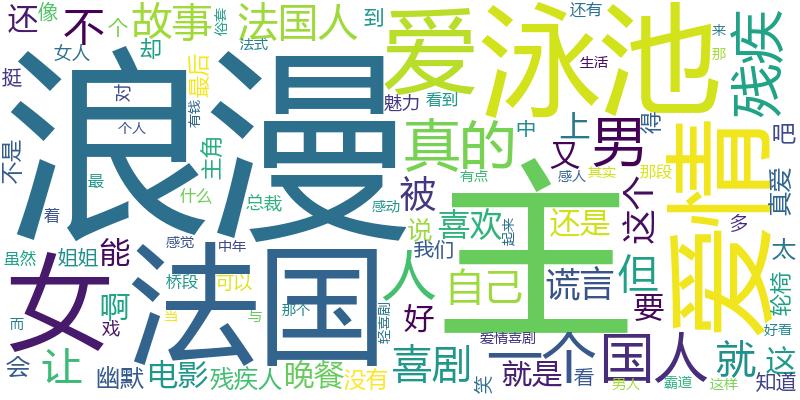 还 像 不 个 故事 法国人 到 还有 俗套 却 法式
女人 挺 最后 爱 泳池 残疾 来 那
浪漫 对 有钱 魅力 看到 生活 个人
不是 主角 真的 中 上 男 得 吧
最 什么 总裁 感动 有点 又 感人 其实 那段 爱情
着 被 说 喜欢 主 还是 这个 真爱 多
虽然 姐姐 能 感觉 中年 我们 起来 太
女 法国 桥段 可以 人 自己 谎言 但 要 轮椅
啊 那个 好 轻喜剧 爱情喜剧 好看
而 戏 当 与 一个 国人 就 这
会 让 幽默 电影 残疾人 晚餐 没有 喜剧 笑 就是 看 男人 霸道 这样 知道